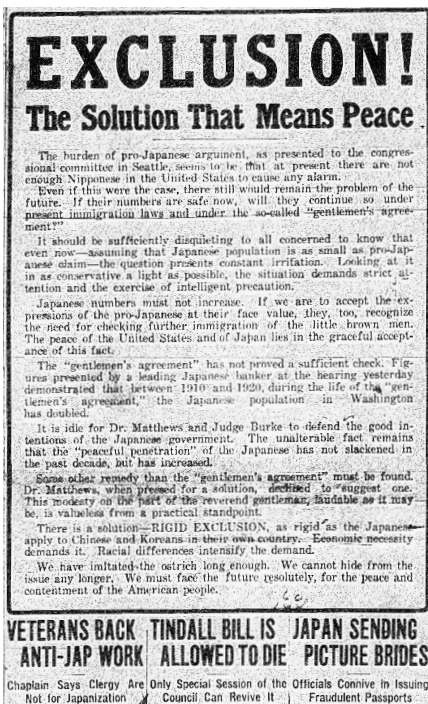 EXCLUSION!
The Solution That Means Peace
The burden of pro-Japanese argument, as presented to the congres-
sional committee in Seattle, seems to be that at present there are not
enough Nipponese in the United States to cause any alarm.
Even if this were the case, there still would remain the problem of the
future. If their numbers are safe now, will they continue so under
present immigration laws and under the so-called "gentlemen's agree-
ment?"
It should be sufficiently disquieting to all concerned to know that
even now—assuming that Japanese population is as small as pro-Jap-
anese claim—the question presents constant irritation. Looking at it
in as conservative a light as possible, the situation demands strict at-
tention and the exercise of intelligent precaution.
Japanese numbers must not increase. If we are to accept the ex-
pressions of the pro-Japanese at their face value, they, too, recognize
the need for checking further immigration of the little brown men.
The peace of the United States and of Japan lies in the graceful accept-
ance of this fact.
The "gentlemen's agreement" has not proved a sufficient check. Fig-
ures presented by a leading Japanese banker at the hearing yesterday
demonstrated that between 1910 and 1920, during the life of the "gen-
tlemen's agreement," the Japanese population in Washington
has doubled.
It is idle for Dr. Matthews and Judge Burke to defend the good in-
tentions of the Japanese government. The unalterable fact remains
that the "peaceful penetration" of the Japanese has not slackened in
the past decade, but has increased.
Some other remedy than the "gentlemen's agreement" must be found.
Dr. Matthews, when pressed for a solution, declined to suggest one.
This modesty on the part of the reverend gentleman, laudable as it may
be, is valueless from a practical standpoint.
There is a solution—RIGID EXCLUSION, as rigid as the Japanese
apply to Chinese and Koreans in their own country. Economic necessity
demands it. Racial differences intensify the demand.
We have imitated the ostrich long enough. We cannot hide from the
issue any longer. We must face the future resolutely, for the peace and
contentment of the American people.
VETERANS BACK
ANTI-JAP WORK
Chaplain Says Clergy Are
Not for Japanization
TINDALL BILL IS
ALLOWED TO DIE
Only Special Session of the
Council Can Revive It
JAPAN SENDING
PICTURE BRIDES
Officials Connive in Issuing
Fraudulent Passports